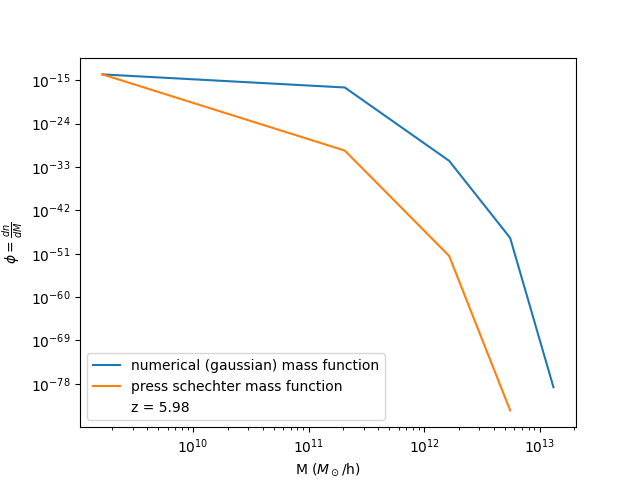 10⁻¹⁵
10⁻²⁴
10⁻³³
10⁻⁴²
10⁻⁵¹
10⁻⁶⁰
10⁻⁶⁹
10⁻⁷⁸
ϕ = dn/dM
numerical (gaussian) mass function
press schechter mass function
z = 5.98
10¹⁰ 10¹¹ 10¹² 10¹³
M (M⊙/h)